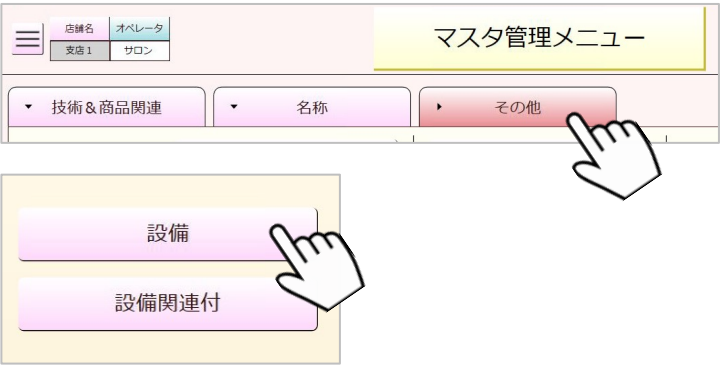 店舗名 オペレータ
支店1 サロン
マスタ管理メニュー
技術&商品関連 名称 その他
設備
設備関連付